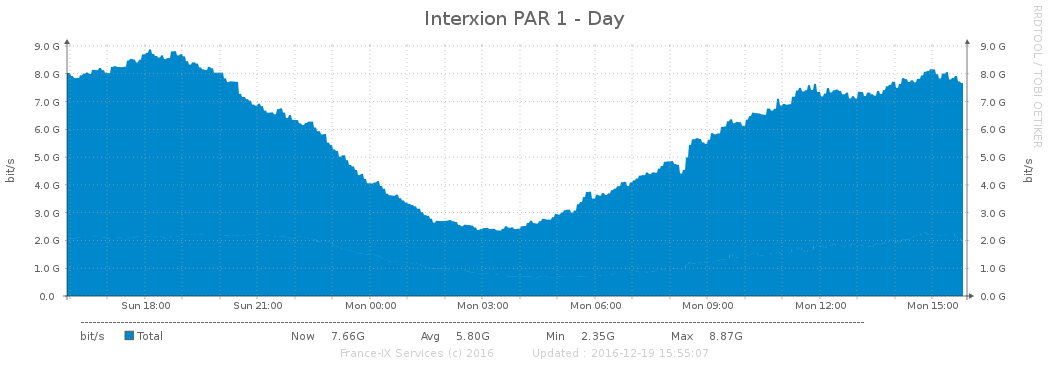 Interxion PAR 1 - Day
RRDTOOL / TOBI OETIKER
9.0 G 9.0 G
8.0 G 8.0 G
7.0 G 7.0 G
6.0 G 6.0 G
5.0 G 5.0 G
4.0 G 4.0 G
3.0 G 3.0 G
2.0 G 2.0 G
1.0 G 1.0 G
0.0 0.0 G
bit/s bit/s
Sun 18:00 Sun 21:00 Mon 00:00 Mon 03:00 Mon 06:00 Mon 09:00 Mon 12:00 Mon 15:00
bit/s Total Now 7.66G Avg 5.80G Min 2.35G Max 8.87G
France-IX Services (c) 2016 Updated : 2016-12-19 15:55:07